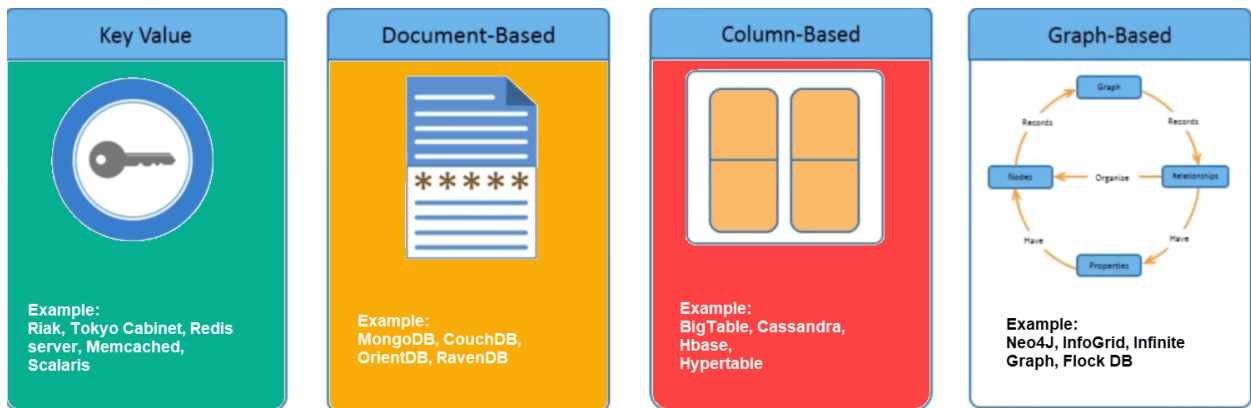 Key Value
Example:
Riak, Tokyo Cabinet, Redis
server, Memcached,
Scalaris
Document-Based
*****
Example:
MongoDB, CouchDB,
OrientDB, RavenDB
Column-Based
Example:
BigTable, Cassandra,
Hbase,
Hypertable
Graph-Based
Graph
Records
Records
Nodes
Organize
Relationships
Have
Have
Properties
Example:
Neo4J, InfoGrid, Infinite
Graph, Flock DB